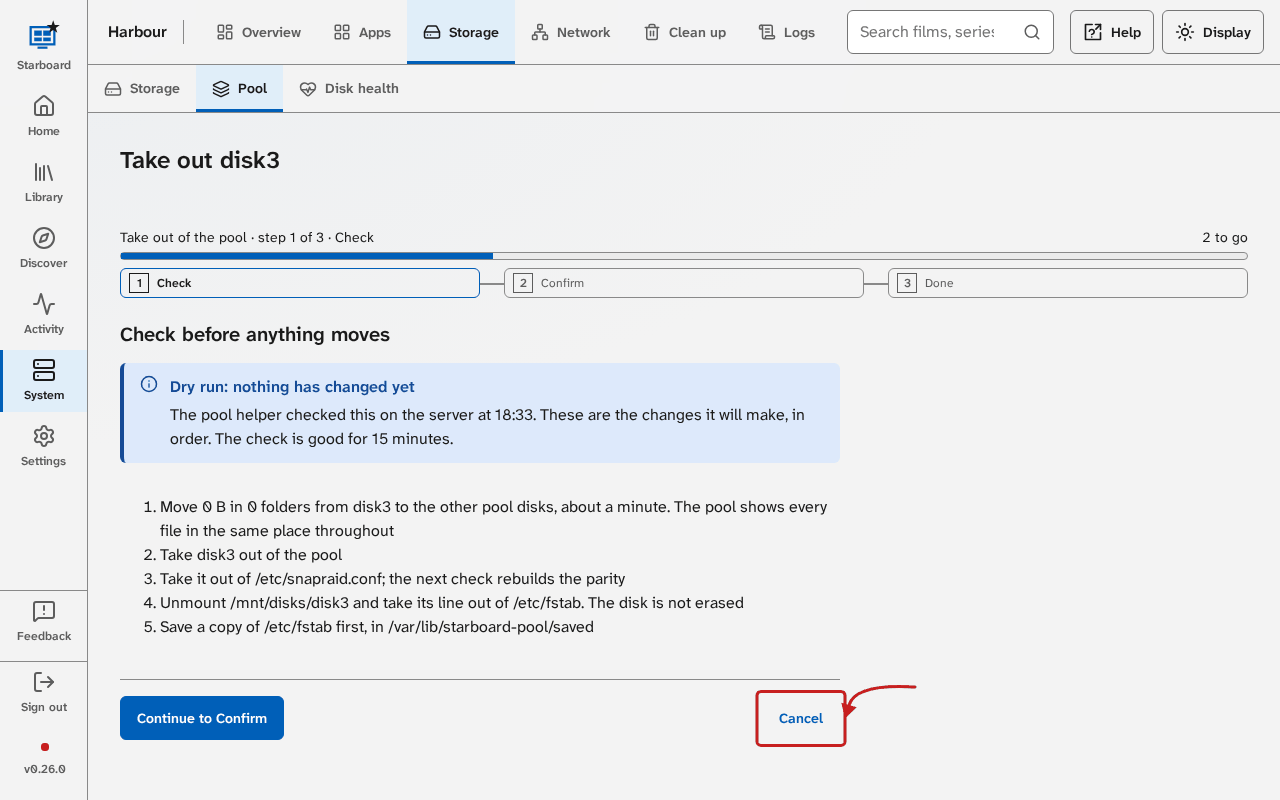 Starboard
Home
Library
Discover
Activity
System
Settings
Feedback
Sign out
v0.26.0
Harbour
Overview
Apps
Storage
Network
Clean up
Logs
Search films, series
Help
Display
Storage
Pool
Disk health
Take out disk3
Take out of the pool · step 1 of 3 · Check
2 to go
1 Check
2 Confirm
3 Done
Check before anything moves
Dry run: nothing has changed yet
The pool helper checked this on the server at 18:33. These are the changes it will make, in
order. The check is good for 15 minutes.
1. Move 0 B in 0 folders from disk3 to the other pool disks, about a minute. The pool shows every
file in the same place throughout
2. Take disk3 out of the pool
3. Take it out of /etc/snapraid.conf; the next check rebuilds the parity
4. Unmount /mnt/disks/disk3 and take its line out of /etc/fstab. The disk is not erased
5. Save a copy of /etc/fstab first, in /var/lib/starboard-pool/saved
Continue to Confirm
Cancel